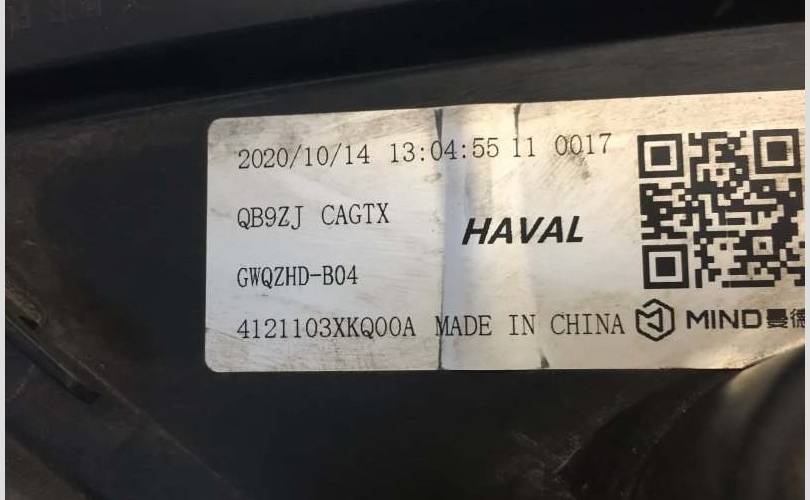 2020/10/14 13:04:55 11 0017
QB9ZJ CAGTX
HAVAL
GWQZHD-B04
4121103XKQ00A MADE IN CHINA
MIND曼德